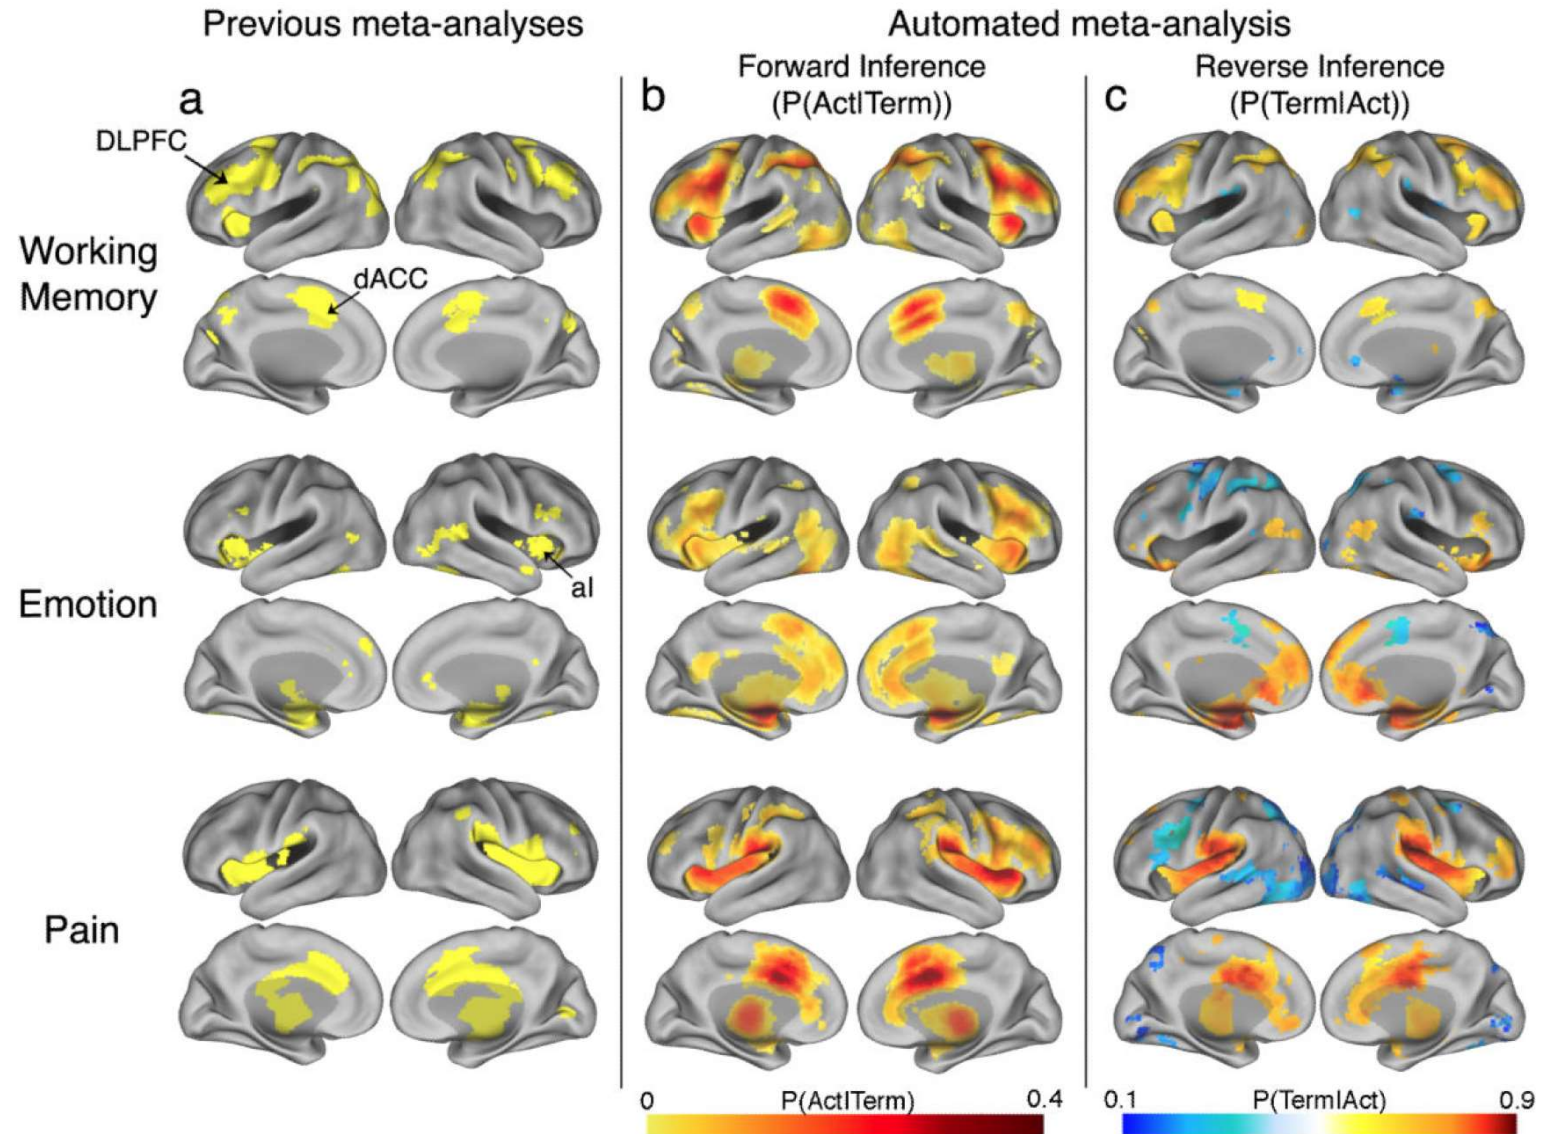 Previous meta-analyses
Automated meta-analysis
Forward Inference
(P(Act|Term))
Reverse Inference
(P(Term|Act))
a
b
c
DLPFC
dACC
Working
Memory
aI
Emotion
Pain
0
P(Act|Term)
0.4
0.1
P(Term|Act)
0.9